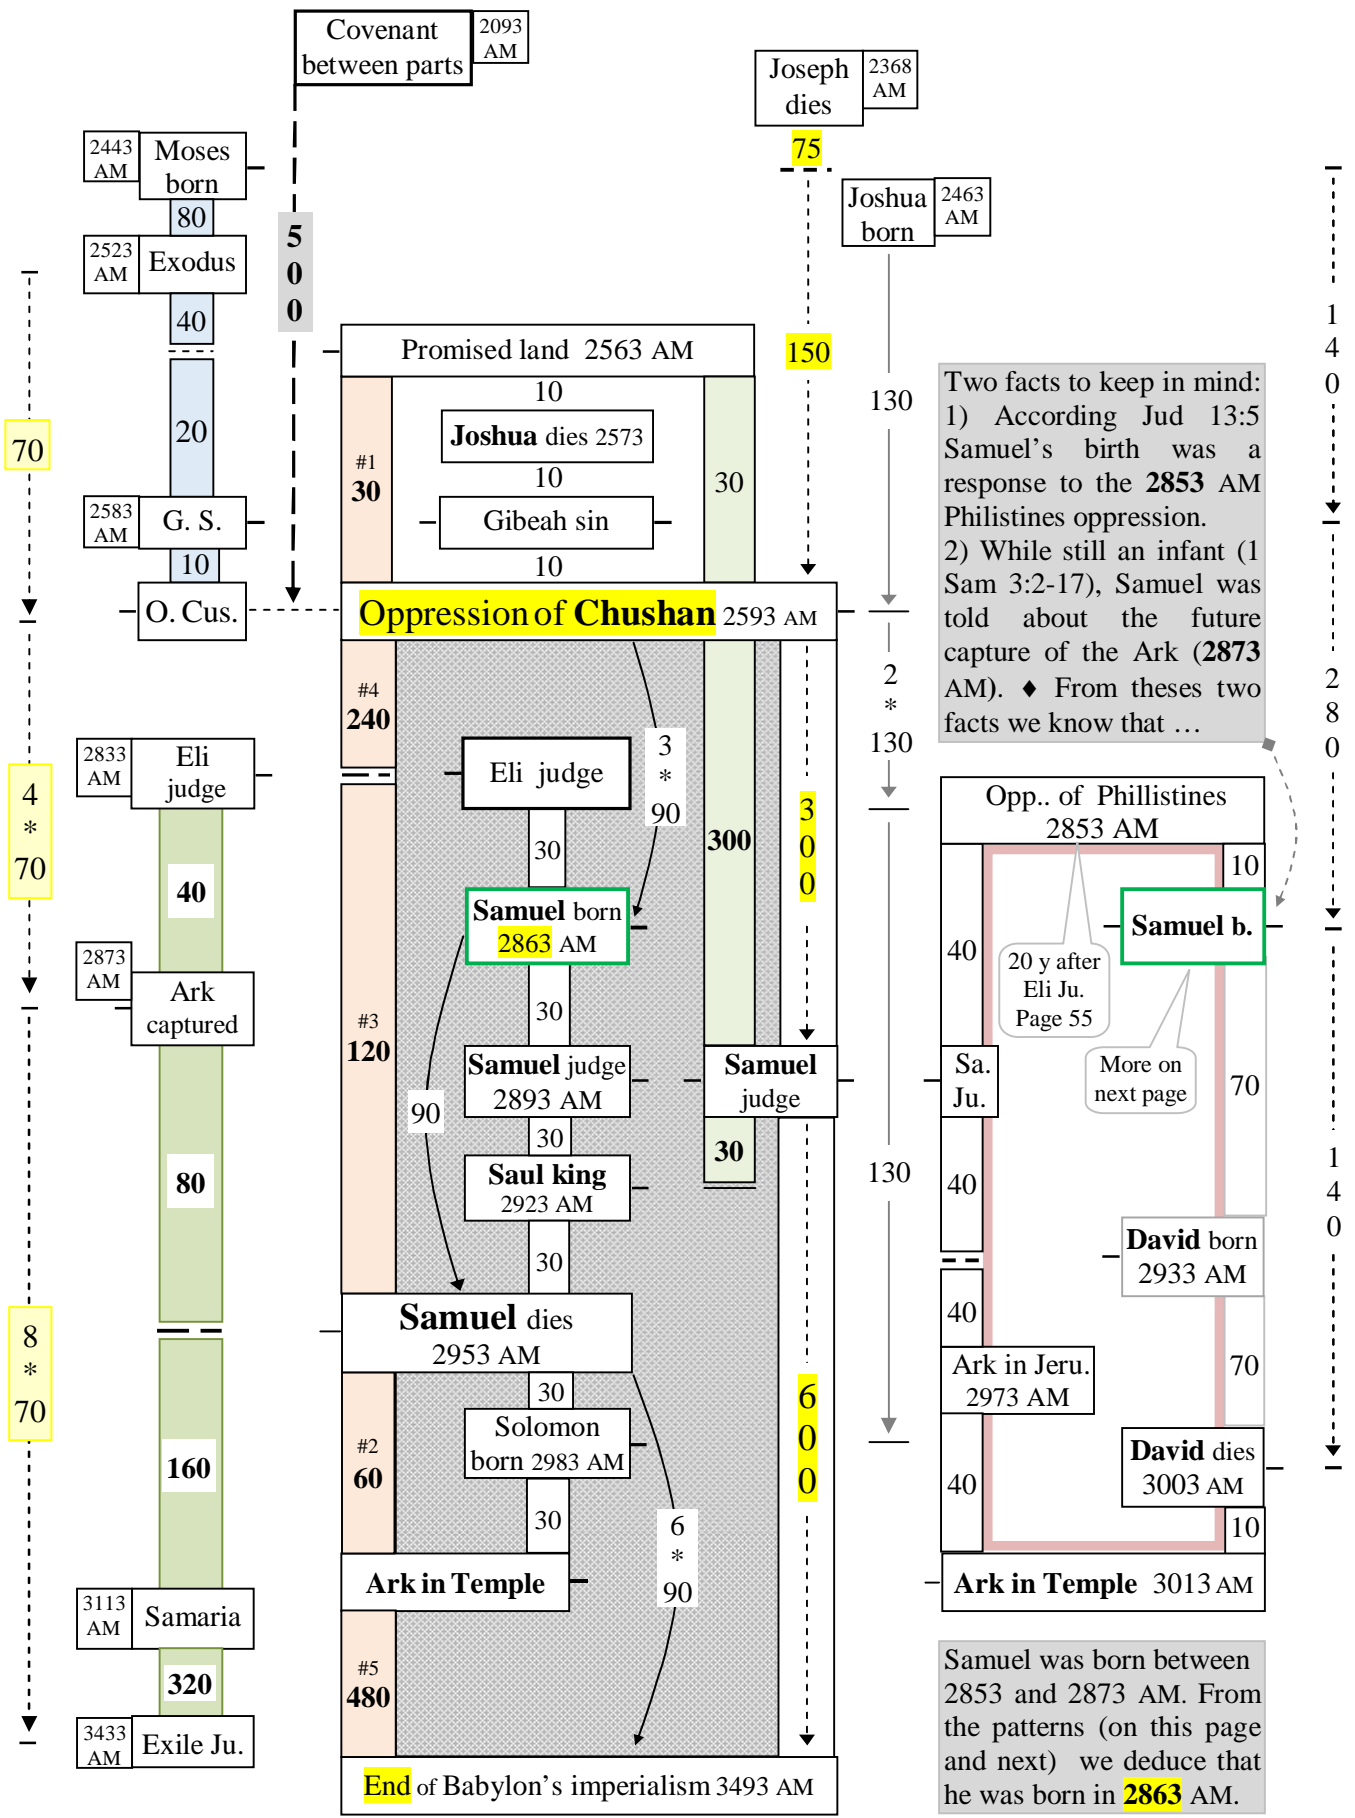 Covenant
between parts
2093
AM
Joseph
dies
2368
AM
75
2443
AM
Moses
born
80
Joshua
born
2463
AM
2523
AM
Exodus
5
0
0
40
Promised land 2563 AM
150
1
4
0
10
130
Two facts to keep in mind:
1) According Jud 13:5
Samuel’s birth was a
response to the 2853 AM
Philistines oppression.
2) While still an infant (1
Sam 3:2-17), Samuel was
told about the future
capture of the Ark (2873
AM). ♦ From theses two
facts we know that …
70
20
#1
30
Joshua dies 2573
10
30
2583
AM
G. S.
Gibeah sin
10
10
O. Cus.
Oppression of Chushan 2593 AM
#4
240
2
*
130
2
8
0
2833
AM
Eli
judge
Eli judge
3
*
90
4
*
70
Opp.. of Phillistines
2853 AM
30
300
3
0
0
10
40
Samuel born
2863 AM
Samuel b.
40
20 y after
Eli Ju.
Page 55
2873
AM
Ark
captured
#3
120
30
Samuel judge
2893 AM
Samuel
judge
Sa.
Ju.
More on
next page
70
90
30
30
80
Saul king
2923 AM
130
40
1
4
0
30
David born
2933 AM
Samuel dies
2953 AM
40
8
*
70
30
Ark in Jeru.
2973 AM
70
6
0
0
Solomon
born 2983 AM
#2
60
160
David dies
3003 AM
40
30
6
*
90
10
Ark in Temple
Ark in Temple 3013 AM
3113
AM
Samaria
#5
480
320
Samuel was born between
2853 and 2873 AM. From
the patterns (on this page
and next) we deduce that
he was born in 2863 AM.
3433
AM
Exile Ju.
End of Babylon’s imperialism 3493 AM